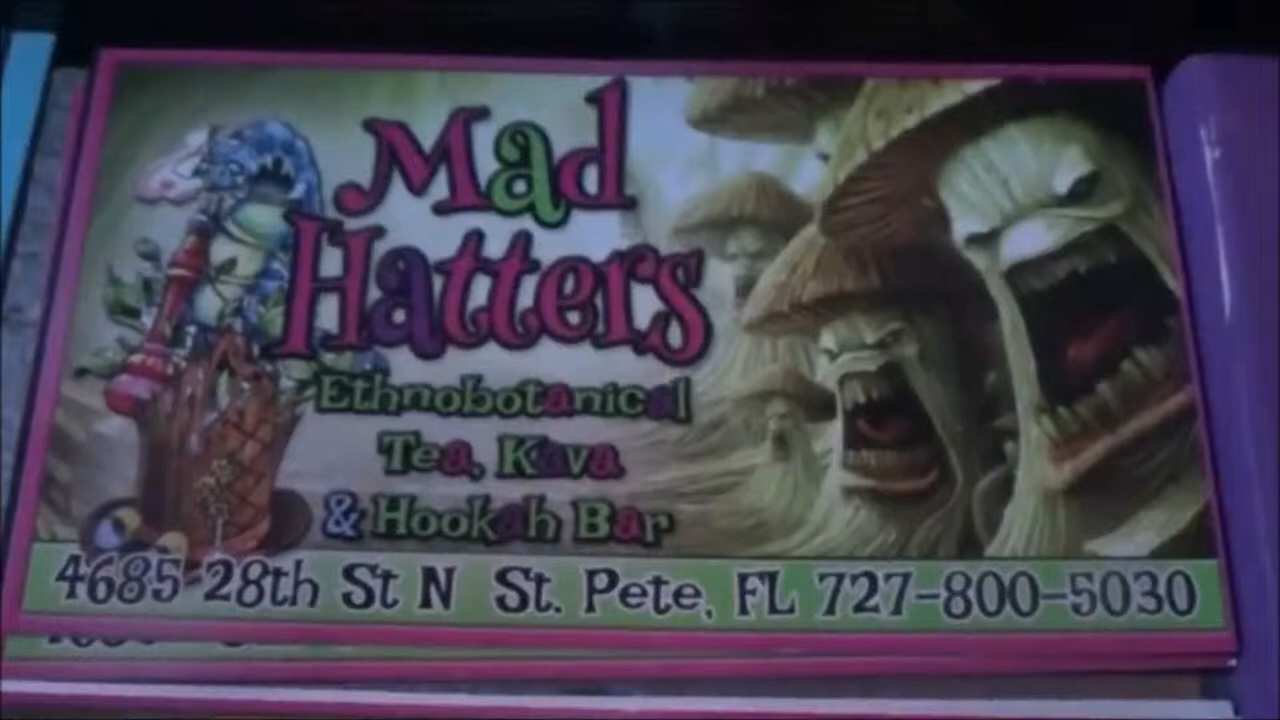 Mad
Hatters
Ethnobotanical
Tea, Kava
& Hookah Bar
4685 28th St N St. Pete, FL 727-800-5030